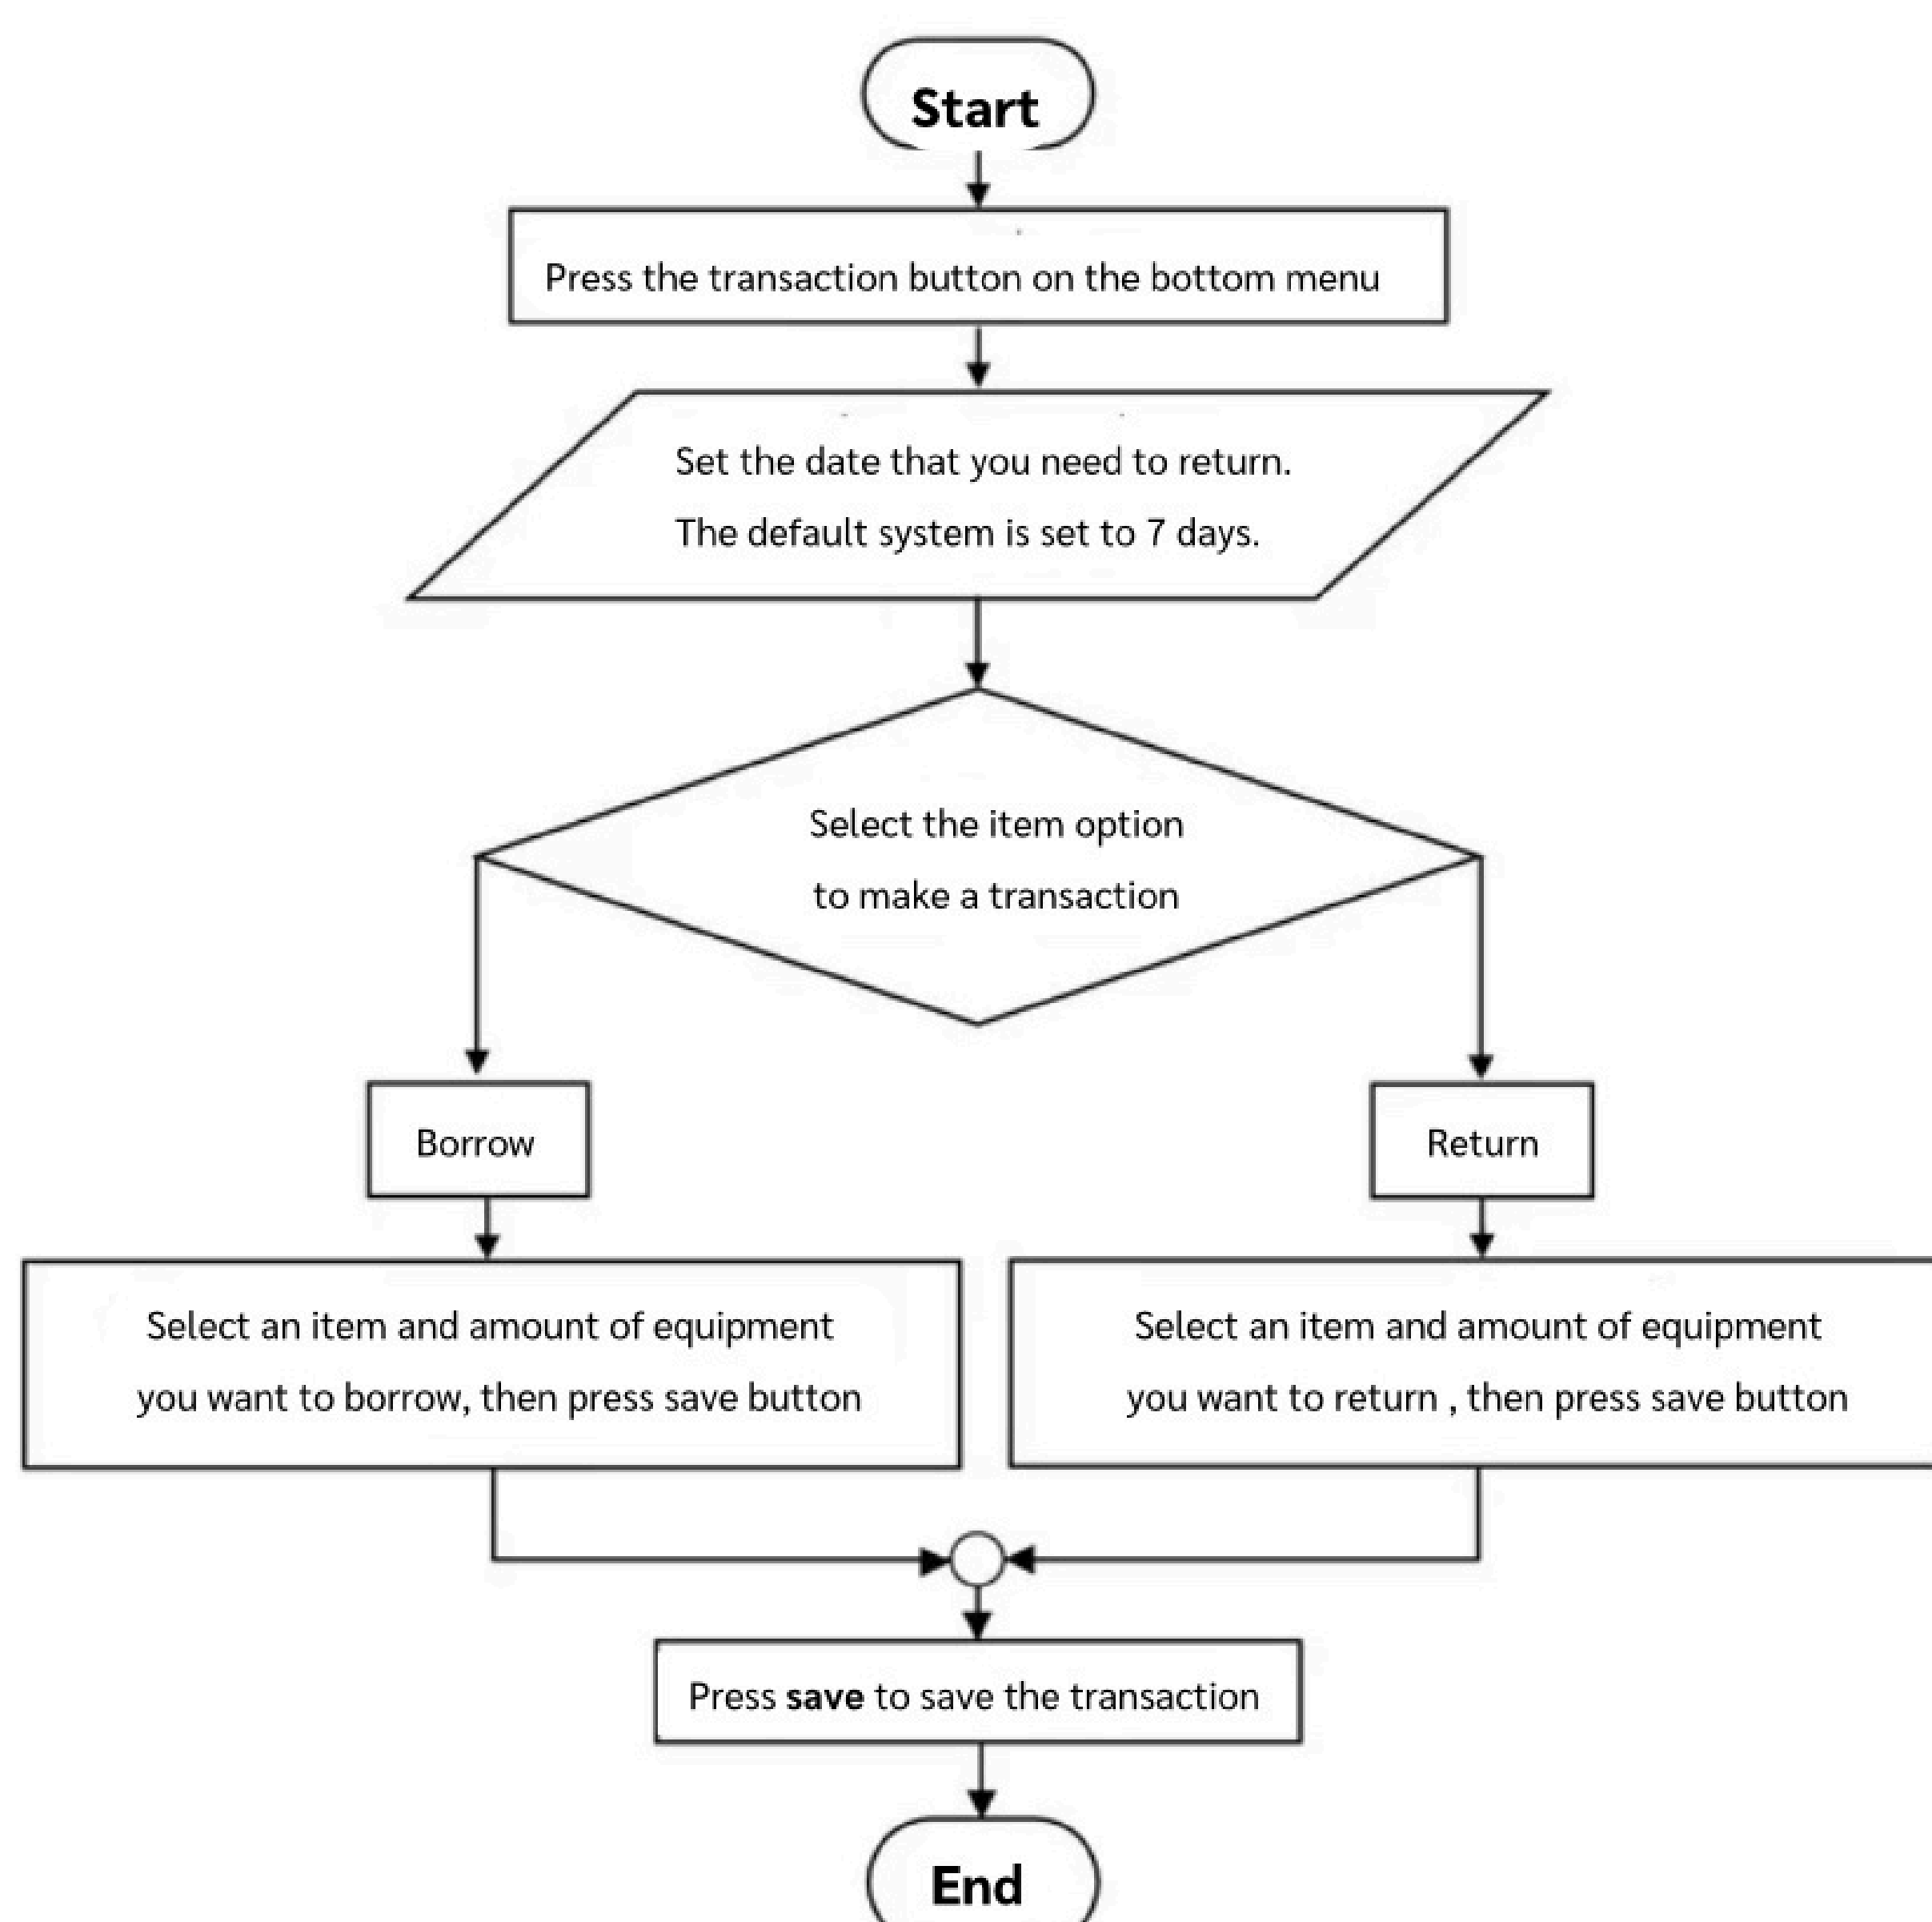 Start
Press the transaction button on the bottom menu
Set the date that you need to return.
The default system is set to 7 days.
Select the item option
to make a transaction
Borrow
Return
Select an item and amount of equipment
you want to borrow, then press save button
Select an item and amount of equipment
you want to return , then press save button
Press save to save the transaction
End